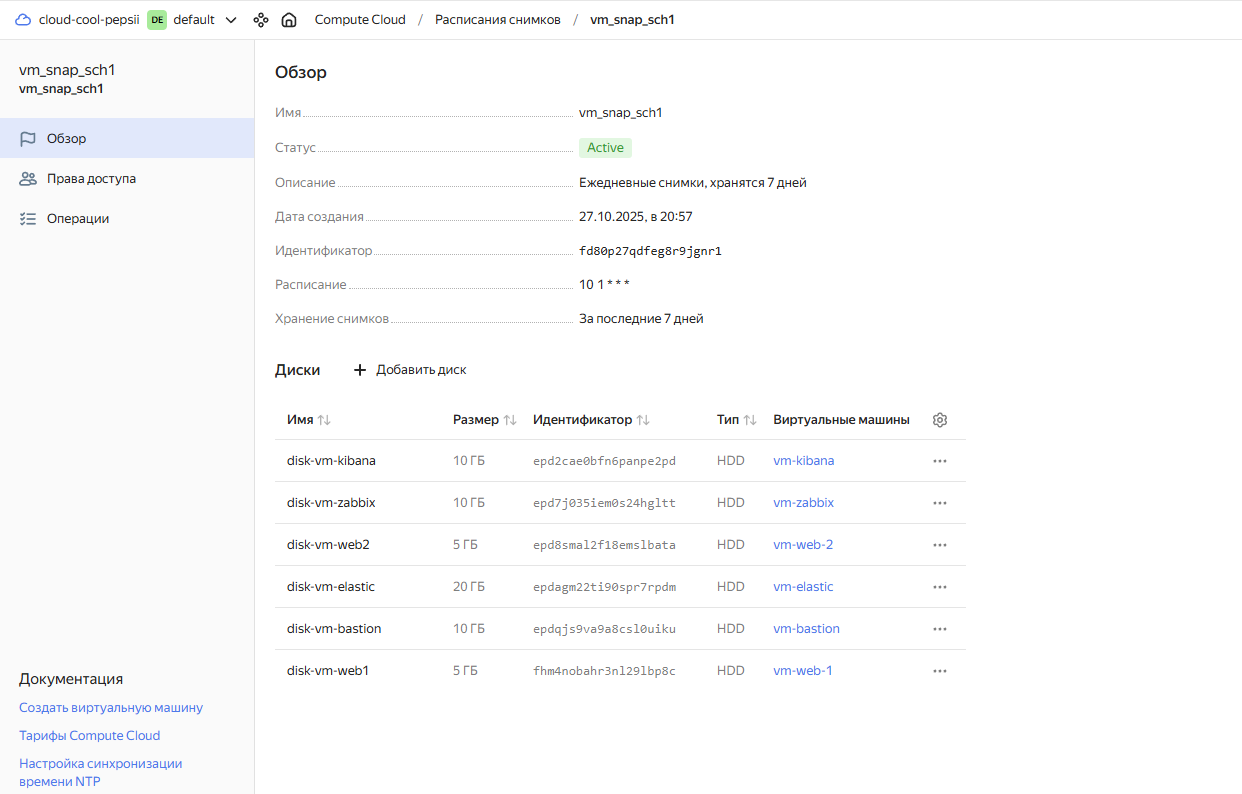 cloud-cool-pepsii DE default Compute Cloud / Расписания снимков / vm_snap_sch1
vm_snap_sch1
vm_snap_sch1
Обзор
Права доступа
Операции
Обзор
Имя vm_snap_sch1
Статус Active
Описание Ежедневные снимки, хранятся 7 дней
Дата создания 27.10.2025, в 20:57
Идентификатор fd80p27qdfeg8r9jgnr1
Расписание 10 1 * * *
Хранение снимков За последние 7 дней
Диски + Добавить диск
Имя Размер Идентификатор Тип Виртуальные машины
disk-vm-kibana 10 ГБ epd2cae0bfn6panpe2pd HDD vm-kibana
disk-vm-zabbix 10 ГБ epd7j035iem0s24hgltt HDD vm-zabbix
disk-vm-web2 5 ГБ epd8smal2f18emslbata HDD vm-web-2
disk-vm-elastic 20 ГБ epdagm22ti90spr7rpdm HDD vm-elastic
disk-vm-bastion 10 ГБ epdqjs9va9a8csl0uiku HDD vm-bastion
disk-vm-web1 5 ГБ fhm4nobahr3nl29lbp8c HDD vm-web-1
Документация
Создать виртуальную машину
Тарифы Compute Cloud
Настройка синхронизации
времени NTP